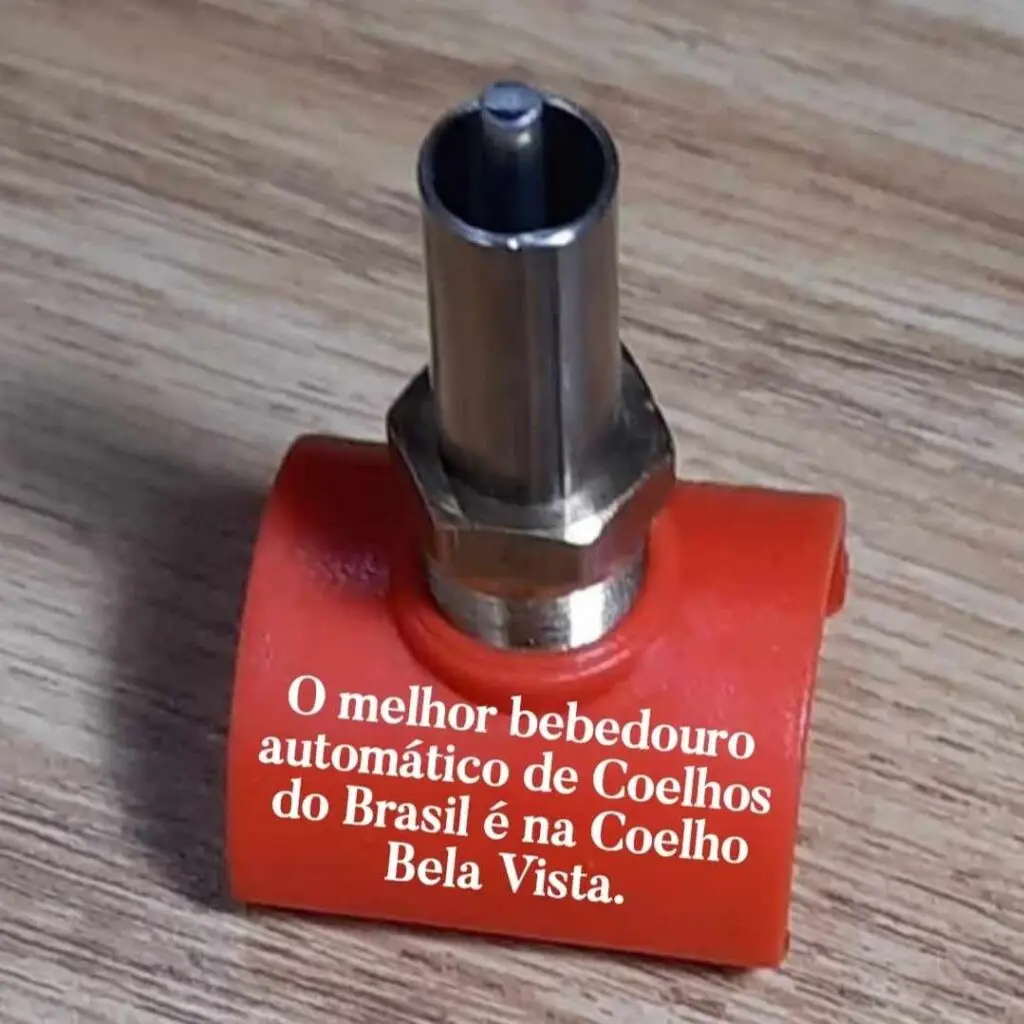 O melhor bebedouro
automático de Coelhos
do Brasil é na Coelho
Bela Vista.